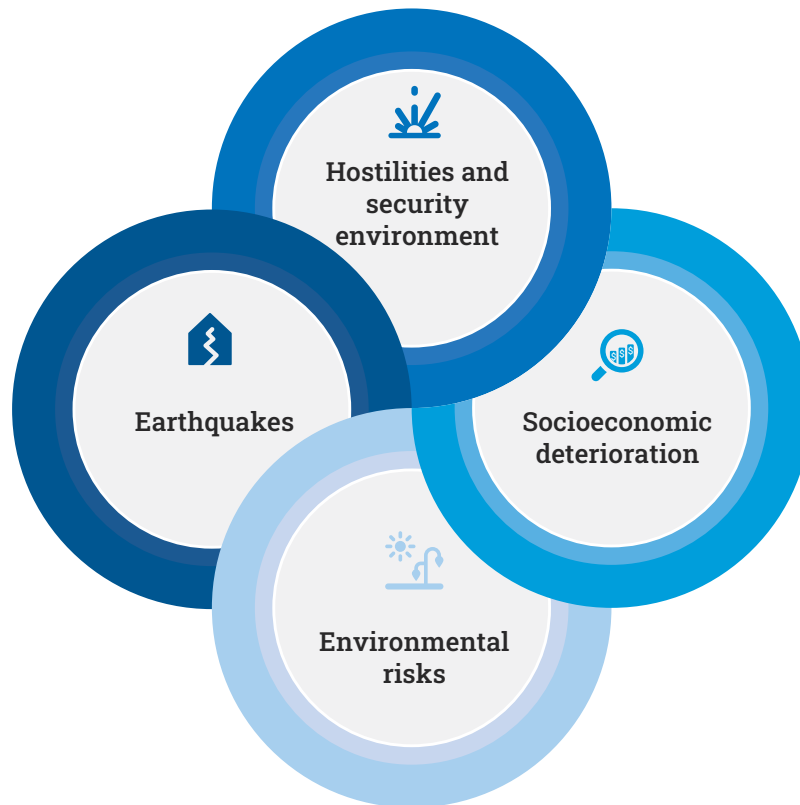 Hostilities and
security
environment
Earthquakes
Socioeconomic
deterioration
Environmental
risks